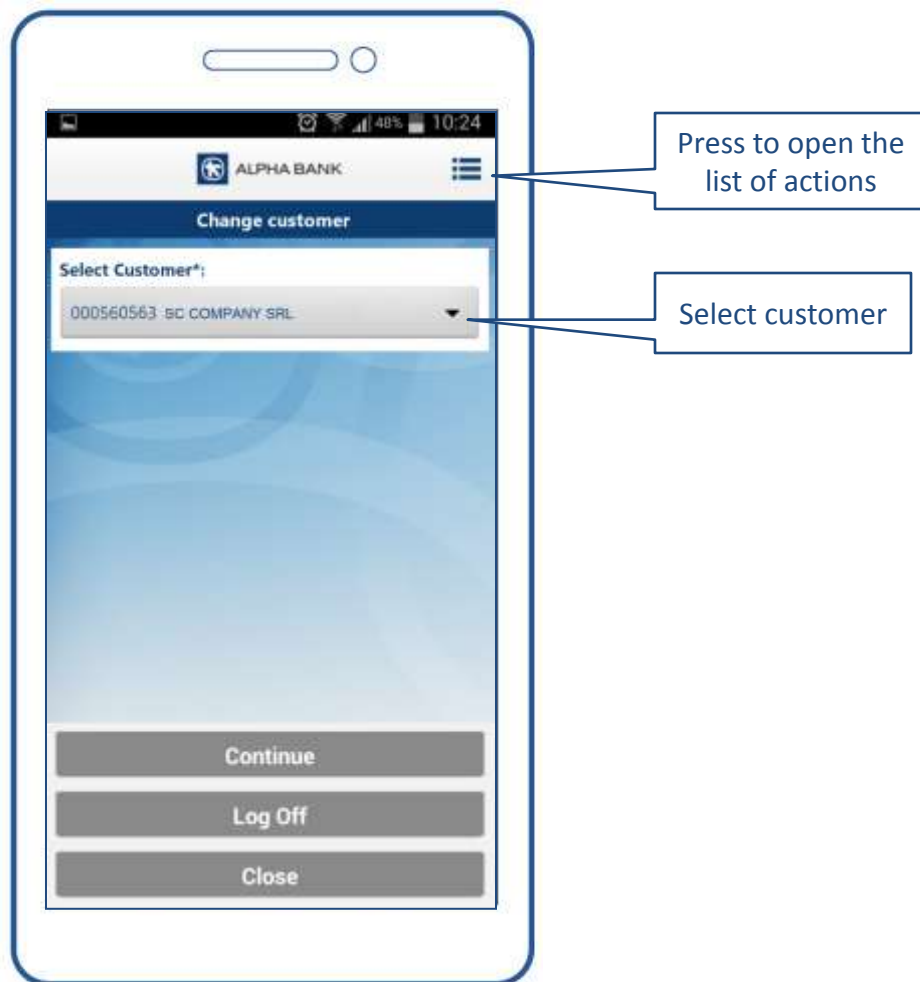 48% 10:24
ALPHA BANK
Press to open the
list of actions
Change customer
Select Customer*:
000560563 SC COMPANY SRL
Select customer
Continue
Log Off
Close